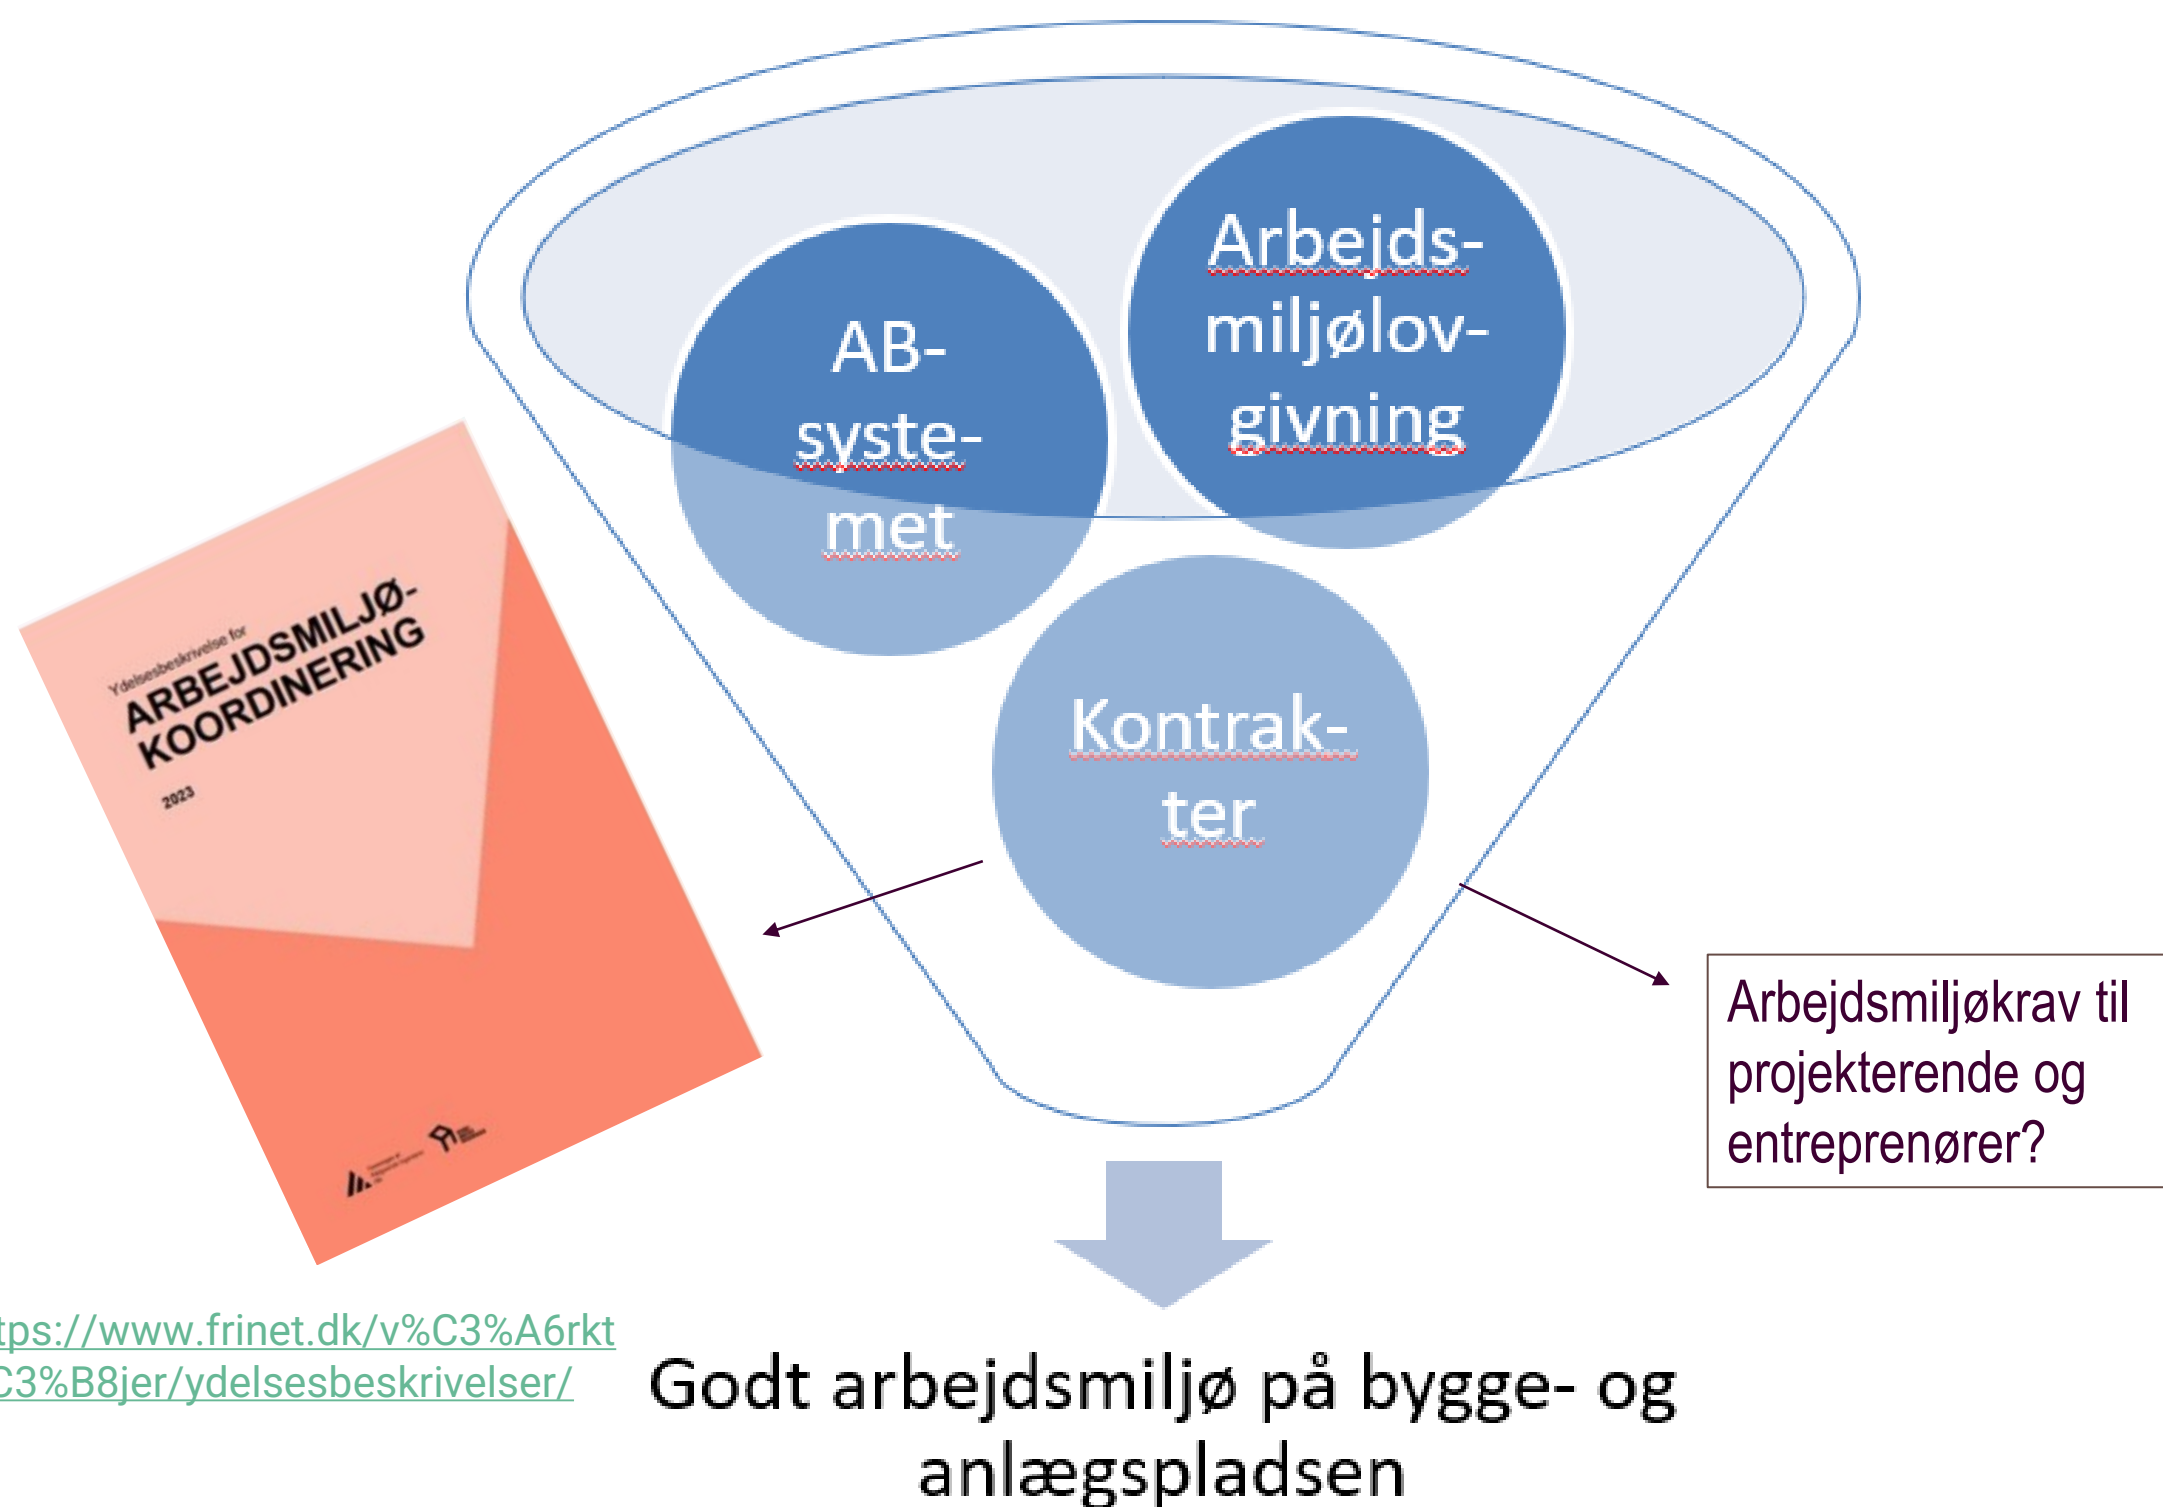 Arbejds-
miljølov-
givning
AB-
syste-
met
Kontrak-
ter
Ydelsesbeskrivelse for
ARBEJDSMILJØ-
KOORDINERING
2023
Arbejdsmiljøkrav til
projekterende og
entreprenører?
tps://www.frinet.dk/v%C3%A6rkt
C3%B8jer/ydelsesbeskrivelser/
Godt arbejdsmiljø på bygge- og
anlægspladsen